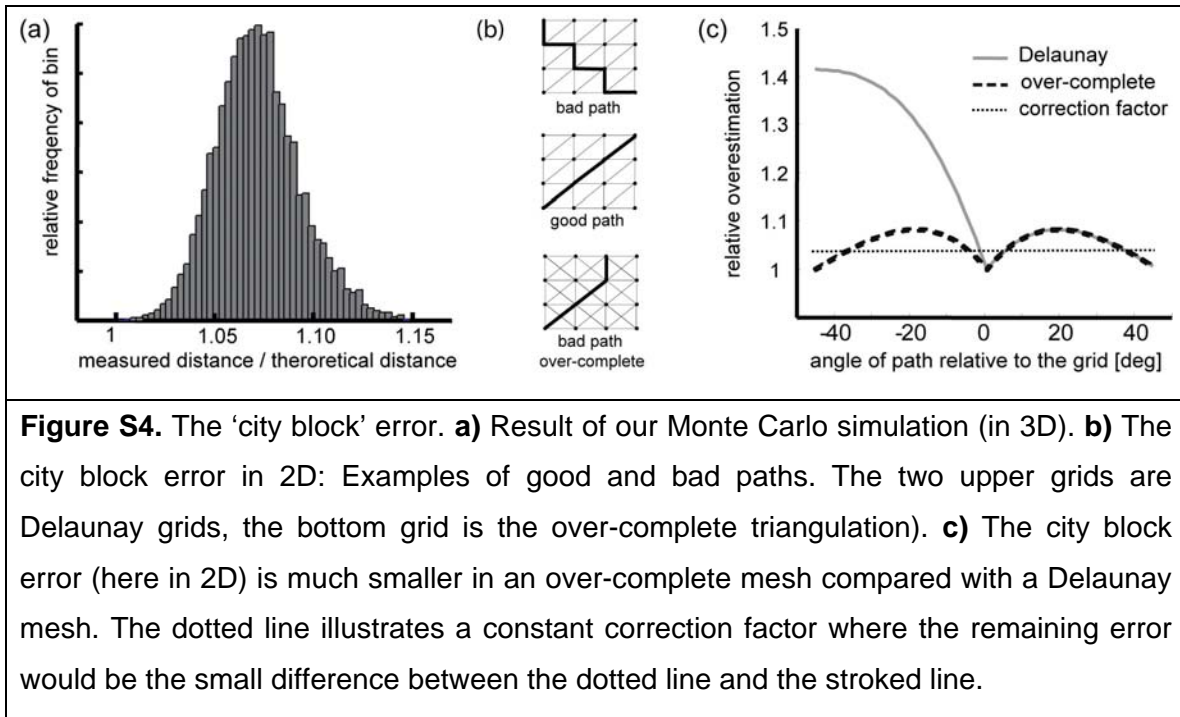 (a)
relative freqency of bin
1 1.05 1.10 1.15
measured distance / theroretical distance
(b)
bad path
good path
bad path
over-complete
(c)
1.5
1.4
1.3
1.2
1.1
1
relative overestimation
Delaunay
over-complete
correction factor
-40 -20 0 20 40
angle of path relative to the grid [deg]
Figure S4. The ‘city block’ error. a) Result of our Monte Carlo simulation (in 3D). b) The
city block error in 2D: Examples of good and bad paths. The two upper grids are
Delaunay grids, the bottom grid is the over-complete triangulation). c) The city block
error (here in 2D) is much smaller in an over-complete mesh compared with a Delaunay
mesh. The dotted line illustrates a constant correction factor where the remaining error
would be the small difference between the dotted line and the stroked line.